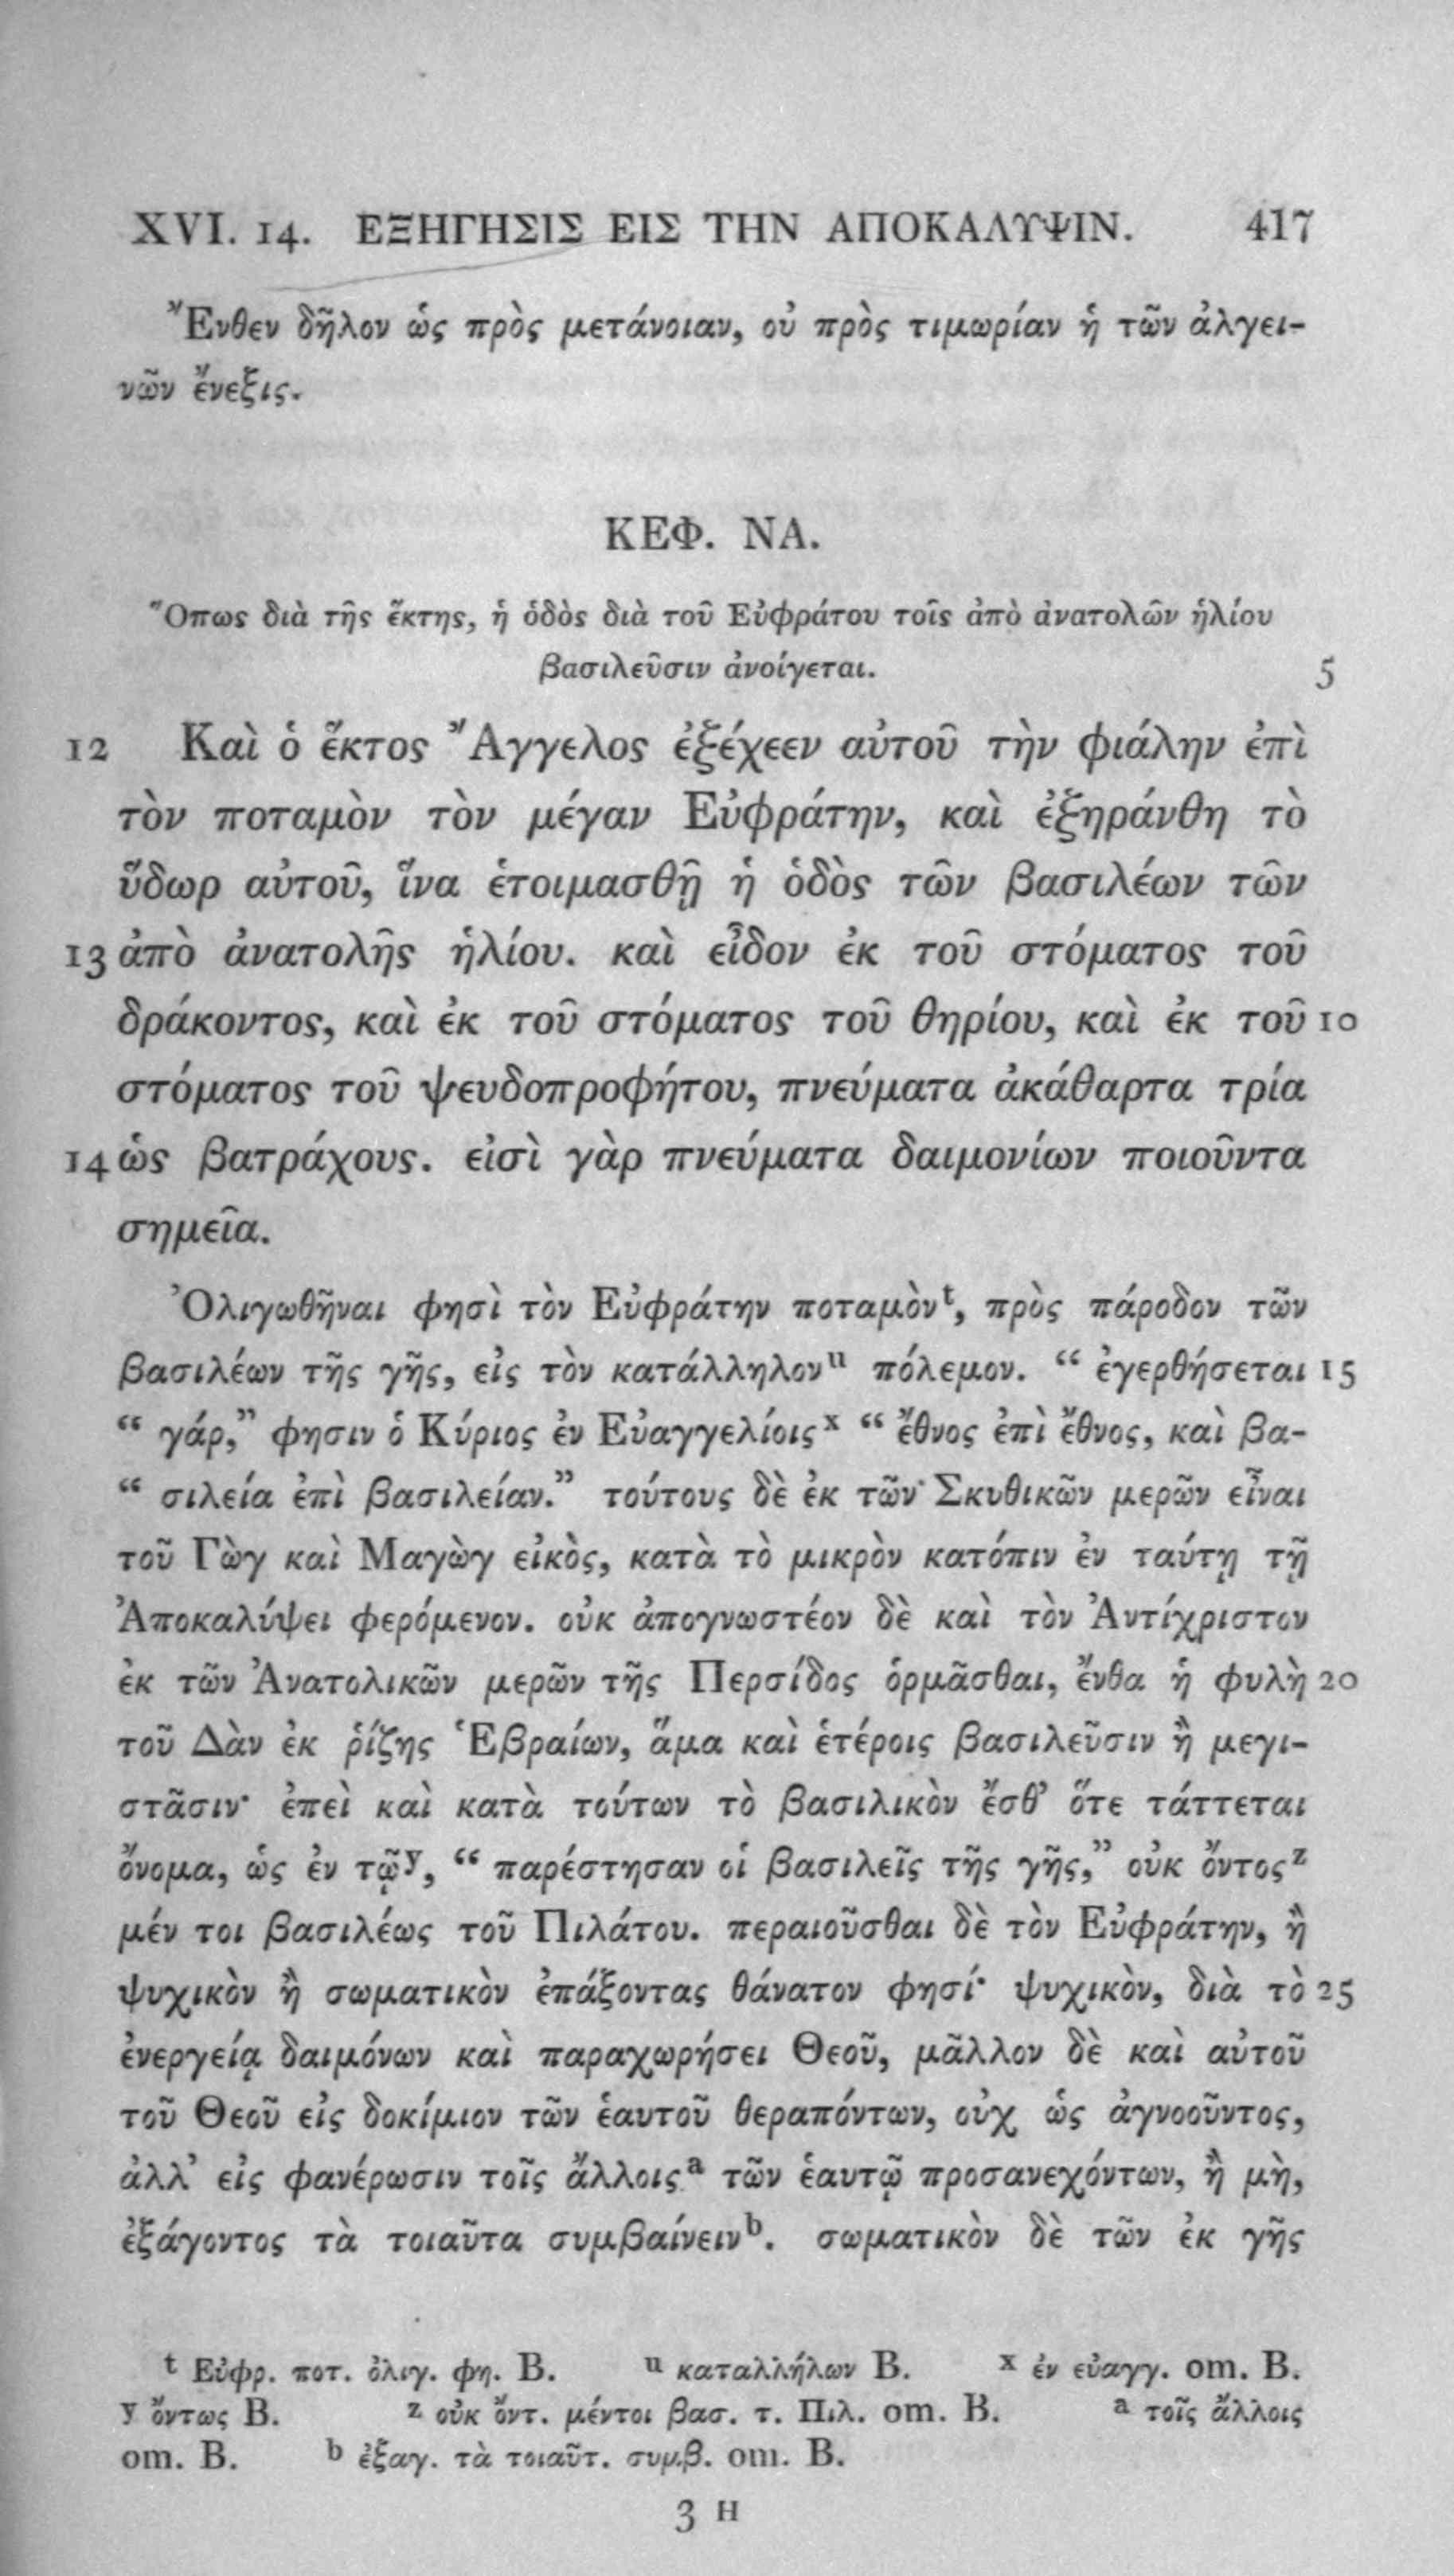 XVI. 14. ΕΞΗΓΗΣΙΣ ΕΙΣ ΤΗΝ ΑΠΟΚΑΛΥΨΙΝ. 417
Ἔνθεν δῆλον ὡς πρὸς μετάνοιαν, οὐ πρὸς τιμωρίαν ἡ τῶν ἀλγει-
νῶν ἔνεξις.
ΚΕΦ. ΝΑ.
Ὅπως διὰ τῆς ἕκτης, ἡ ὁδὸς διὰ τοῦ Εὐφράτου τοῖς ἀπὸ ἀνατολῶν ἡλίου
βασιλεῦσιν ἀνοίγεται. 5
12 Καὶ ὁ ἕκτος Ἄγγελος ἐξέχεεν αὐτοῦ τὴν φιάλην ἐπὶ
τὸν ποταμὸν τὸν μέγαν Εὐφράτην, καὶ ἐξηράνθη τὸ
ὕδωρ αὐτοῦ, ἵνα ἑτοιμασθῇ ἡ ὁδὸς τῶν βασιλέων τῶν
13 ἀπὸ ἀνατολῆς ἡλίου. καὶ εἶδον ἐκ τοῦ στόματος τοῦ
δράκοντος, καὶ ἐκ τοῦ στόματος τοῦ θηρίου, καὶ ἐκ τοῦ 10
στόματος τοῦ ψευδοπροφήτου, πνεύματα ἀκάθαρτα τρία
14 ὡς βατράχους. εἰσὶ γὰρ πνεύματα δαιμονίων ποιοῦντα
σημεῖα.
Ὀλιγωθῆναι φησὶ τὸν Εὐφράτην ποταμὸν t, πρὸς πάροδον τῶν
βασιλέων τῆς γῆς, εἰς τὸν κατάλληλον u πόλεμον. “ ἐγερθήσεται 15
“ γάρ,” φησιν ὁ Κύριος ἐν Εὐαγγελίοις x “ ἔθνος ἐπὶ ἔθνος, καὶ βα-
“ σιλεία ἐπὶ βασιλείαν.” τούτους δὲ ἐκ τῶν Σκυθικῶν μερῶν εἶναι
τοῦ Γὼγ καὶ Μαγὼγ εἰκὸς, κατὰ τὸ μικρὸν κατόπιν ἐν ταύτῃ τῇ
Ἀποκαλύψει φερόμενον. οὐκ ἀπογνωστέον δὲ καὶ τὸν Ἀντίχριστον
ἐκ τῶν Ἀνατολικῶν μερῶν τῆς Περσίδος ὁρμᾶσθαι, ἔνθα ἡ φυλὴ 20
τοῦ Δὰν ἐκ ῥίζης Ἑβραίων, ἅμα καὶ ἑτέροις βασιλεῦσιν ἢ μεγι-
στᾶσιν· ἐπεὶ καὶ κατὰ τούτων τὸ βασιλικὸν ἔσθ’ ὅτε τάττεται
ὄνομα, ὡς ἐν τῷ y, “ παρέστησαν οἱ βασιλεῖς τῆς γῆς,” οὐκ ὄντος z
μέν τοι βασιλέως τοῦ Πιλάτου. περαιοῦσθαι δὲ τὸν Εὐφράτην, ἢ
ψυχικὸν ἢ σωματικὸν ἐπάξοντας θάνατον φησί· ψυχικὸν, διὰ τὸ 25
ἐνεργείᾳ δαιμόνων καὶ παραχωρήσει Θεοῦ, μᾶλλον δὲ καὶ αὐτοῦ
τοῦ Θεοῦ εἰς δοκίμιον τῶν ἑαυτοῦ θεραπόντων, οὐχ ὡς ἀγνοοῦντος,
ἀλλ’ εἰς φανέρωσιν τοῖς ἄλλοις a τῶν ἑαυτῷ προσανεχόντων, ἢ μὴ,
ἐξάγοντος τὰ τοιαῦτα συμβαίνειν b. σωματικὸν δὲ τῶν ἐκ γῆς
t Εὐφρ. ποτ. ὀλιγ. φη. B. u καταλλήλων B. x ἐν εὐαγγ. om. B.
y ὄντως B. z οὐκ ὄντ. μέντοι βασ. τ. Πιλ. om. B. a τοῖς ἄλλοις
om. B. b ἐξαγ. τὰ τοιαῦτ. συμβ. om. B.
3 H